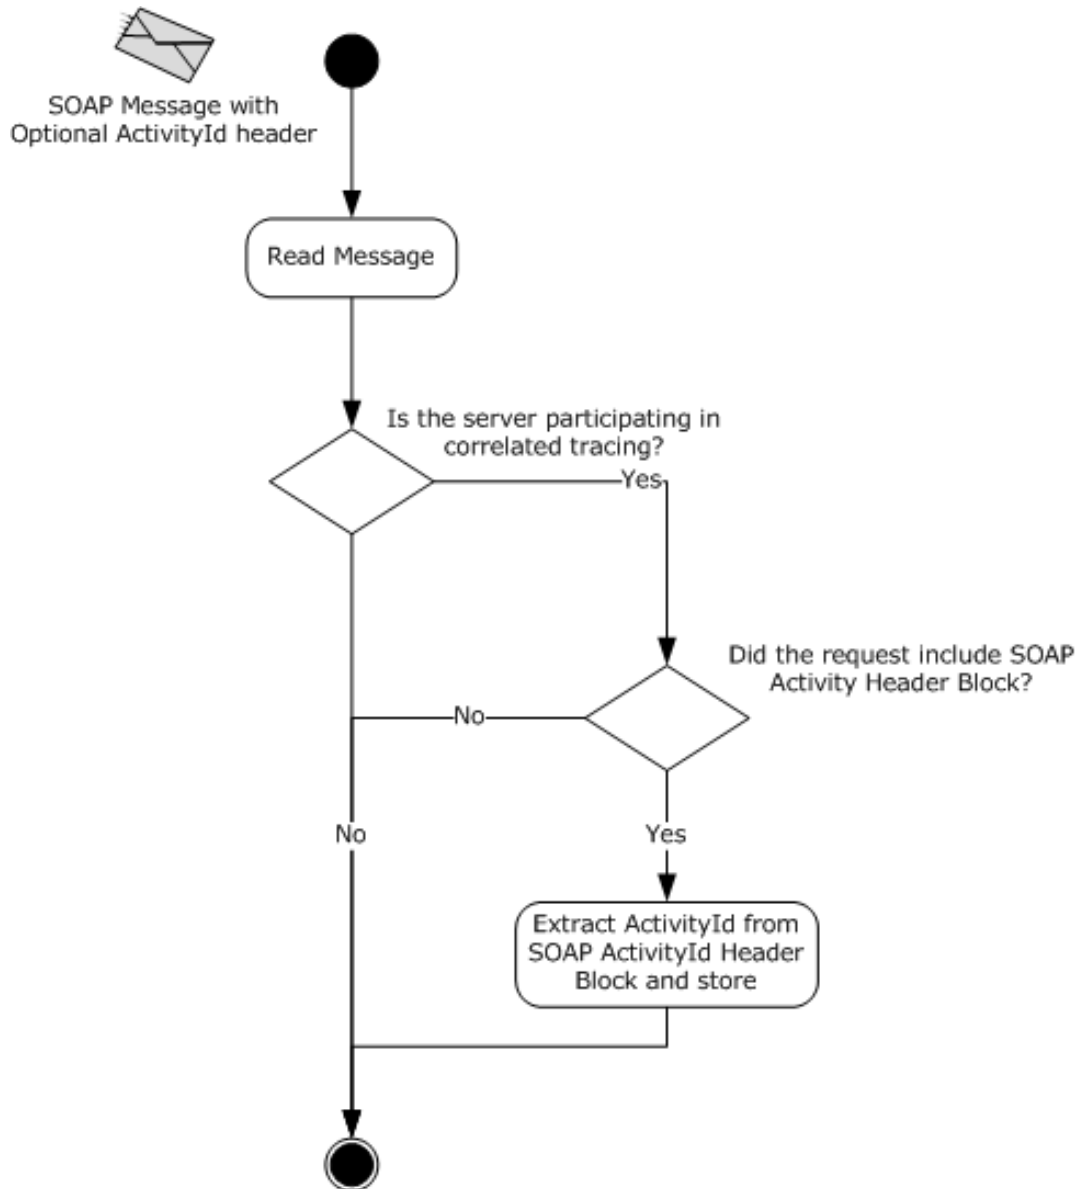 SOAP Message with
Optional ActivityId header
Read Message
Is the server participating in
correlated tracing?
Yes
Did the request include SOAP
Activity Header Block?
No
No
Yes
Extract ActivityId from
SOAP ActivityId Header
Block and store